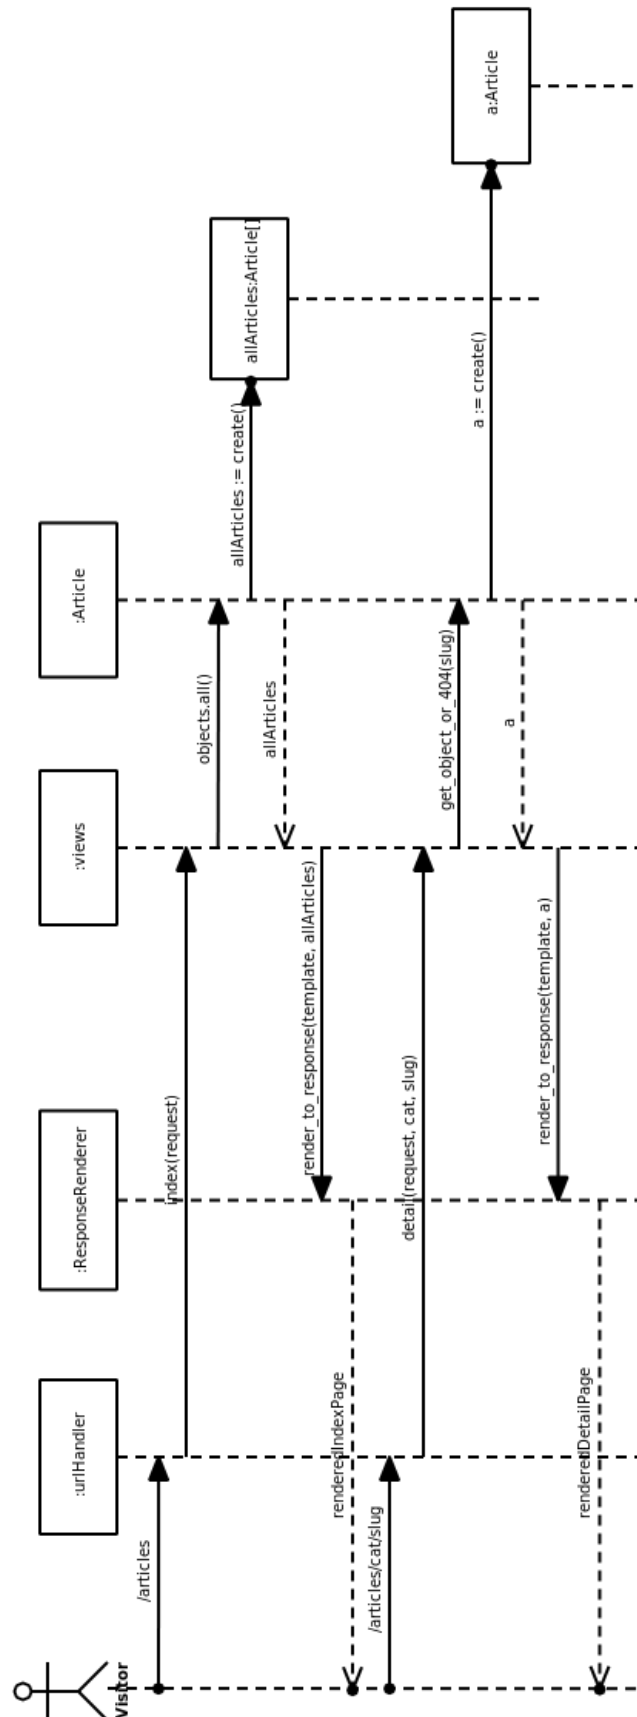 Visitor
:urlHandler
:ResponseRenderer
:views
:Article
/articles
index(request)
objects.all()
allArticles := create()
allArticles:Article[]
allArticles
render_to_response(template, allArticles)
renderedIndexPage
/articles/cat/slug
detail(request, cat, slug)
get_object_or_404(slug)
a := create()
a:Article
a
render_to_response(template, a)
renderedDetailPage